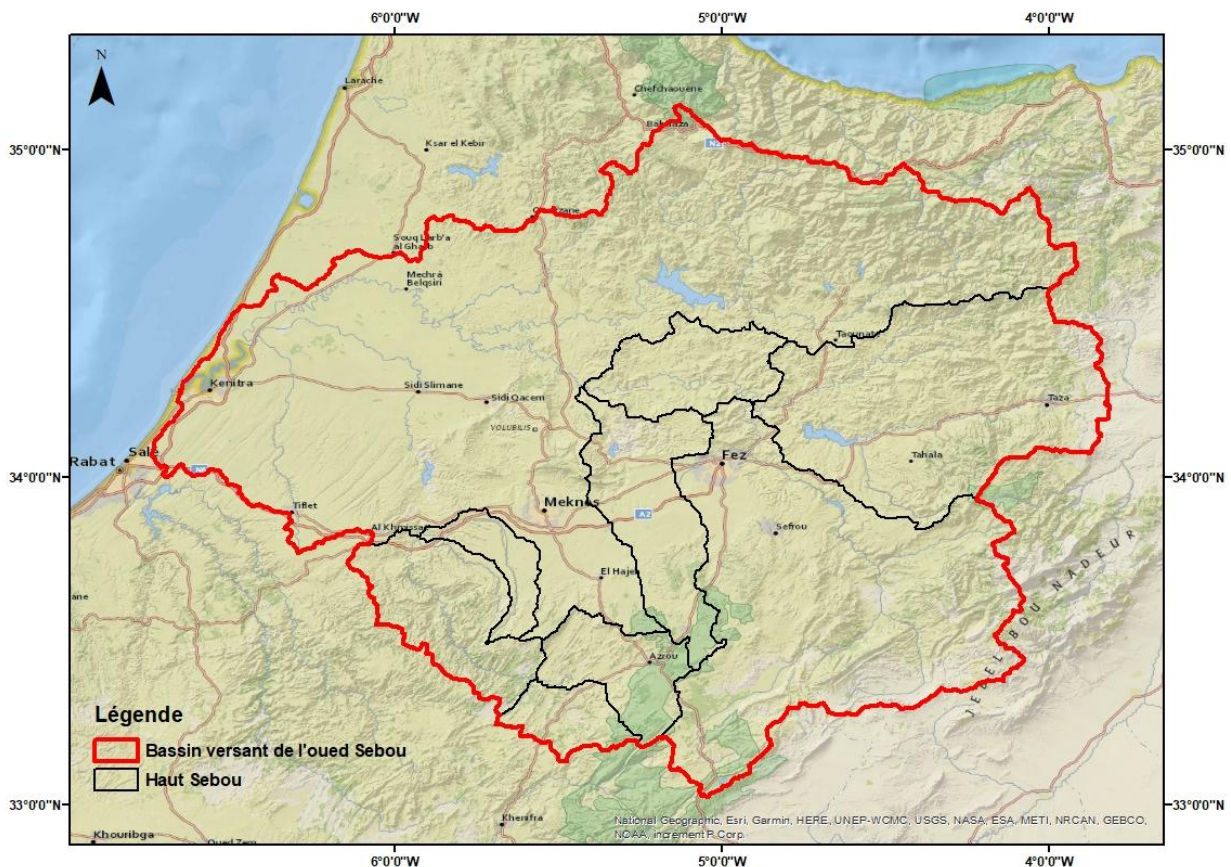 6°0'0"W
5°0'0"W
4°0'0"W
N
Larache
Chefchaouene
35°0'0"N
Ksar el Kebir
N2
35°0'0"N
Souq Larb'a
al Gharb
Mechra
Belqsiri
Taounate
Kenitra
Sidi Slimane
Sidi Qacem
Taza
VOLUBILIS
Fez
Tahala
Rabat
Sale
34°0'0"N
34°0'0"N
Tiflet
Meknes
A2
Al Khmissat
Sefrou
El Hajeb
Azrou
JEBEL BOU NADEUR
Légende
Bassin versant de l'oued Sebou
Haut Sebou
33°0'0"N
33°0'0"N
Khenifra
National Geographic, Esri, Garmin, HERE, UNEP-WCMC, USGS, NASA, ESA, METI, NRCAN, GEBCO,
NOAA, increment P Corp.
Khouribga
Oued Zem
6°0'0"W
5°0'0"W
4°0'0"W